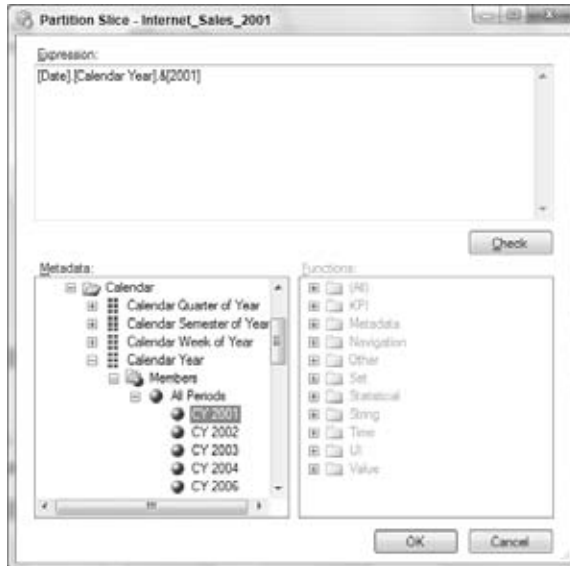 Partition Slice - Internet_Sales_2001
Expression:
[Date].[Calendar Year].&[2001]
Check
Metadata:
Calendar
Calendar Quarter of Year
Calendar Semester of Year
Calendar Week of Year
Calendar Year
Members
All Periods
CY 2001
CY 2002
CY 2003
CY 2004
CY 2006
Functions:
(All)
KPI
Metadata
Navigation
Other
Set
Statistical
String
Time
UI
Value
OK
Cancel